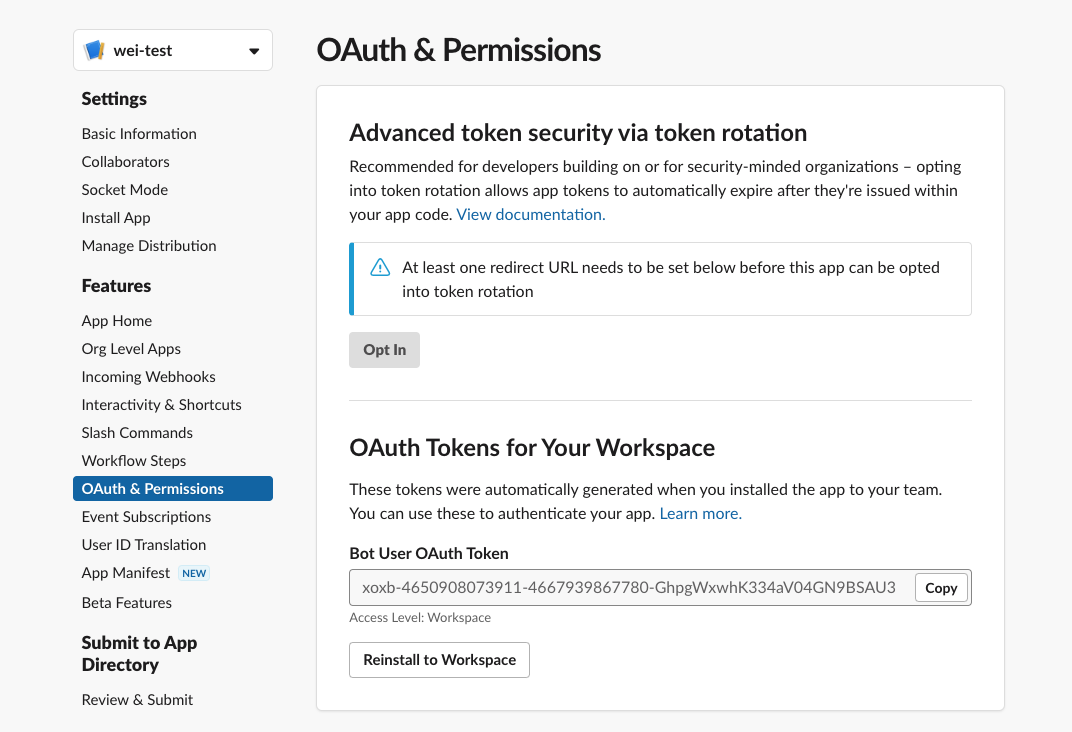 wei-test
Settings
Basic Information
Collaborators
Socket Mode
Install App
Manage Distribution
Features
App Home
Org Level Apps
Incoming Webhooks
Interactivity & Shortcuts
Slash Commands
Workflow Steps
OAuth & Permissions
Event Subscriptions
User ID Translation
App Manifest NEW
Beta Features
Submit to App
Directory
Review & Submit
OAuth & Permissions
Advanced token security via token rotation
Recommended for developers building on or for security-minded organizations – opting
into token rotation allows app tokens to automatically expire after they're issued within
your app code. View documentation.
At least one redirect URL needs to be set below before this app can be opted
into token rotation
Opt In
OAuth Tokens for Your Workspace
These tokens were automatically generated when you installed the app to your team.
You can use these to authenticate your app. Learn more.
Bot User OAuth Token
xoxb-4650908073911-4667939867780-GhpgWxwhK334aV04GN9BSAU3 Copy
Access Level: Workspace
Reinstall to Workspace